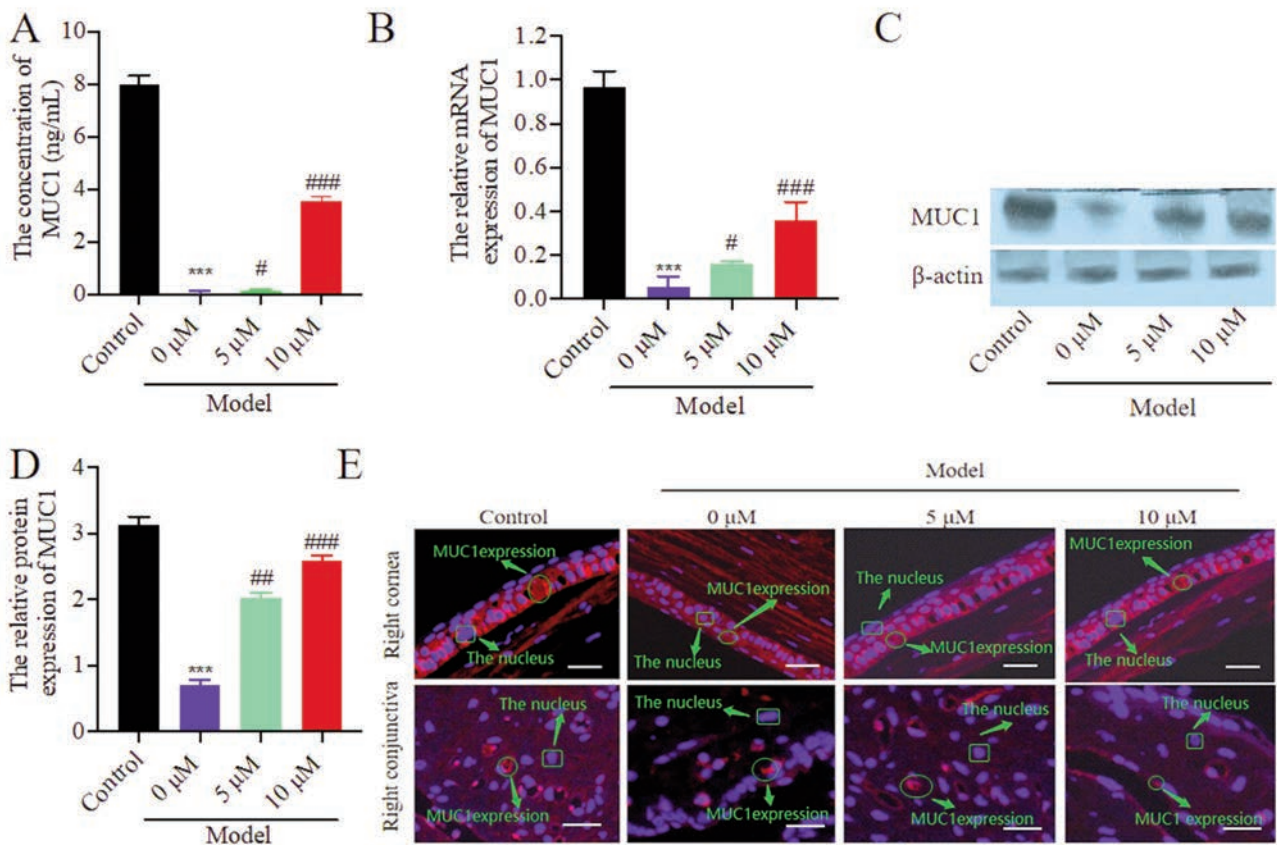 A
The concentration of
MUC1 (ng/mL)
10
8
6
4
2
0
***
#
###
Control
0 μM
5 μM
10 μM
Model
B
The relative mRNA
expression of MUC1
1.2
1.0
0.8
0.6
0.4
0.2
0.0
***
#
###
Control
0 μM
5 μM
10 μM
Model
C
MUC1
β-actin
Control
0 μM
5 μM
10 μM
Model
D
The relative protein
expression of MUC1
4
3
2
1
0
***
##
###
Control
0 μM
5 μM
10 μM
Model
E
Model
Control
0 μM
5 μM
10 μM
Right cornea
MUC1expression
The nucleus
MUC1expression
The nucleus
The nucleus
MUC1expression
MUC1expression
The nucleus
Right conjunctiva
The nucleus
MUC1expression
The nucleus
MUC1expression
The nucleus
MUC1expression
The nucleus
MUC1 expression